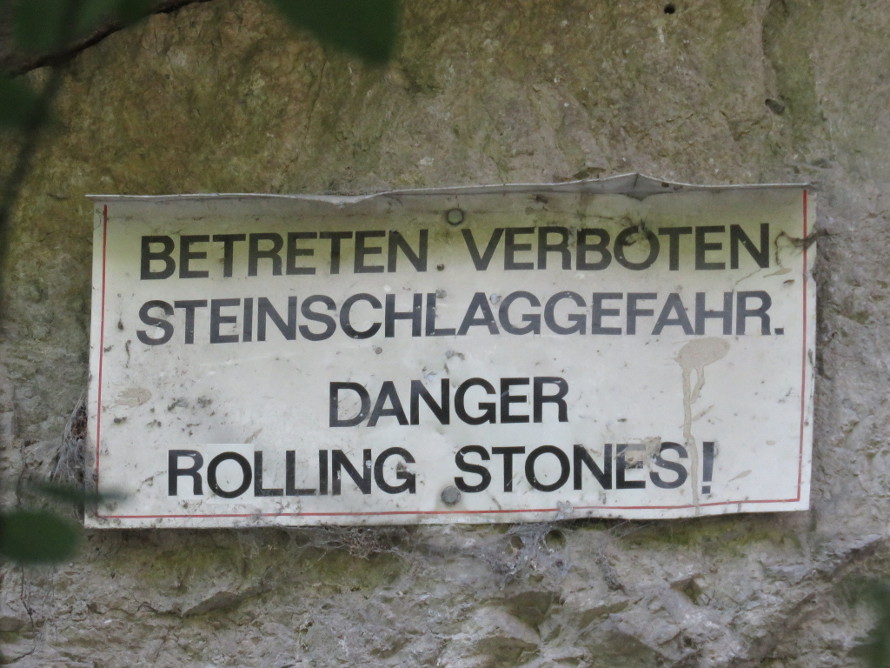 BETRETEN VERBOTEN
STEINSCHLAGGEFAHR.
DANGER
ROLLING STONES!